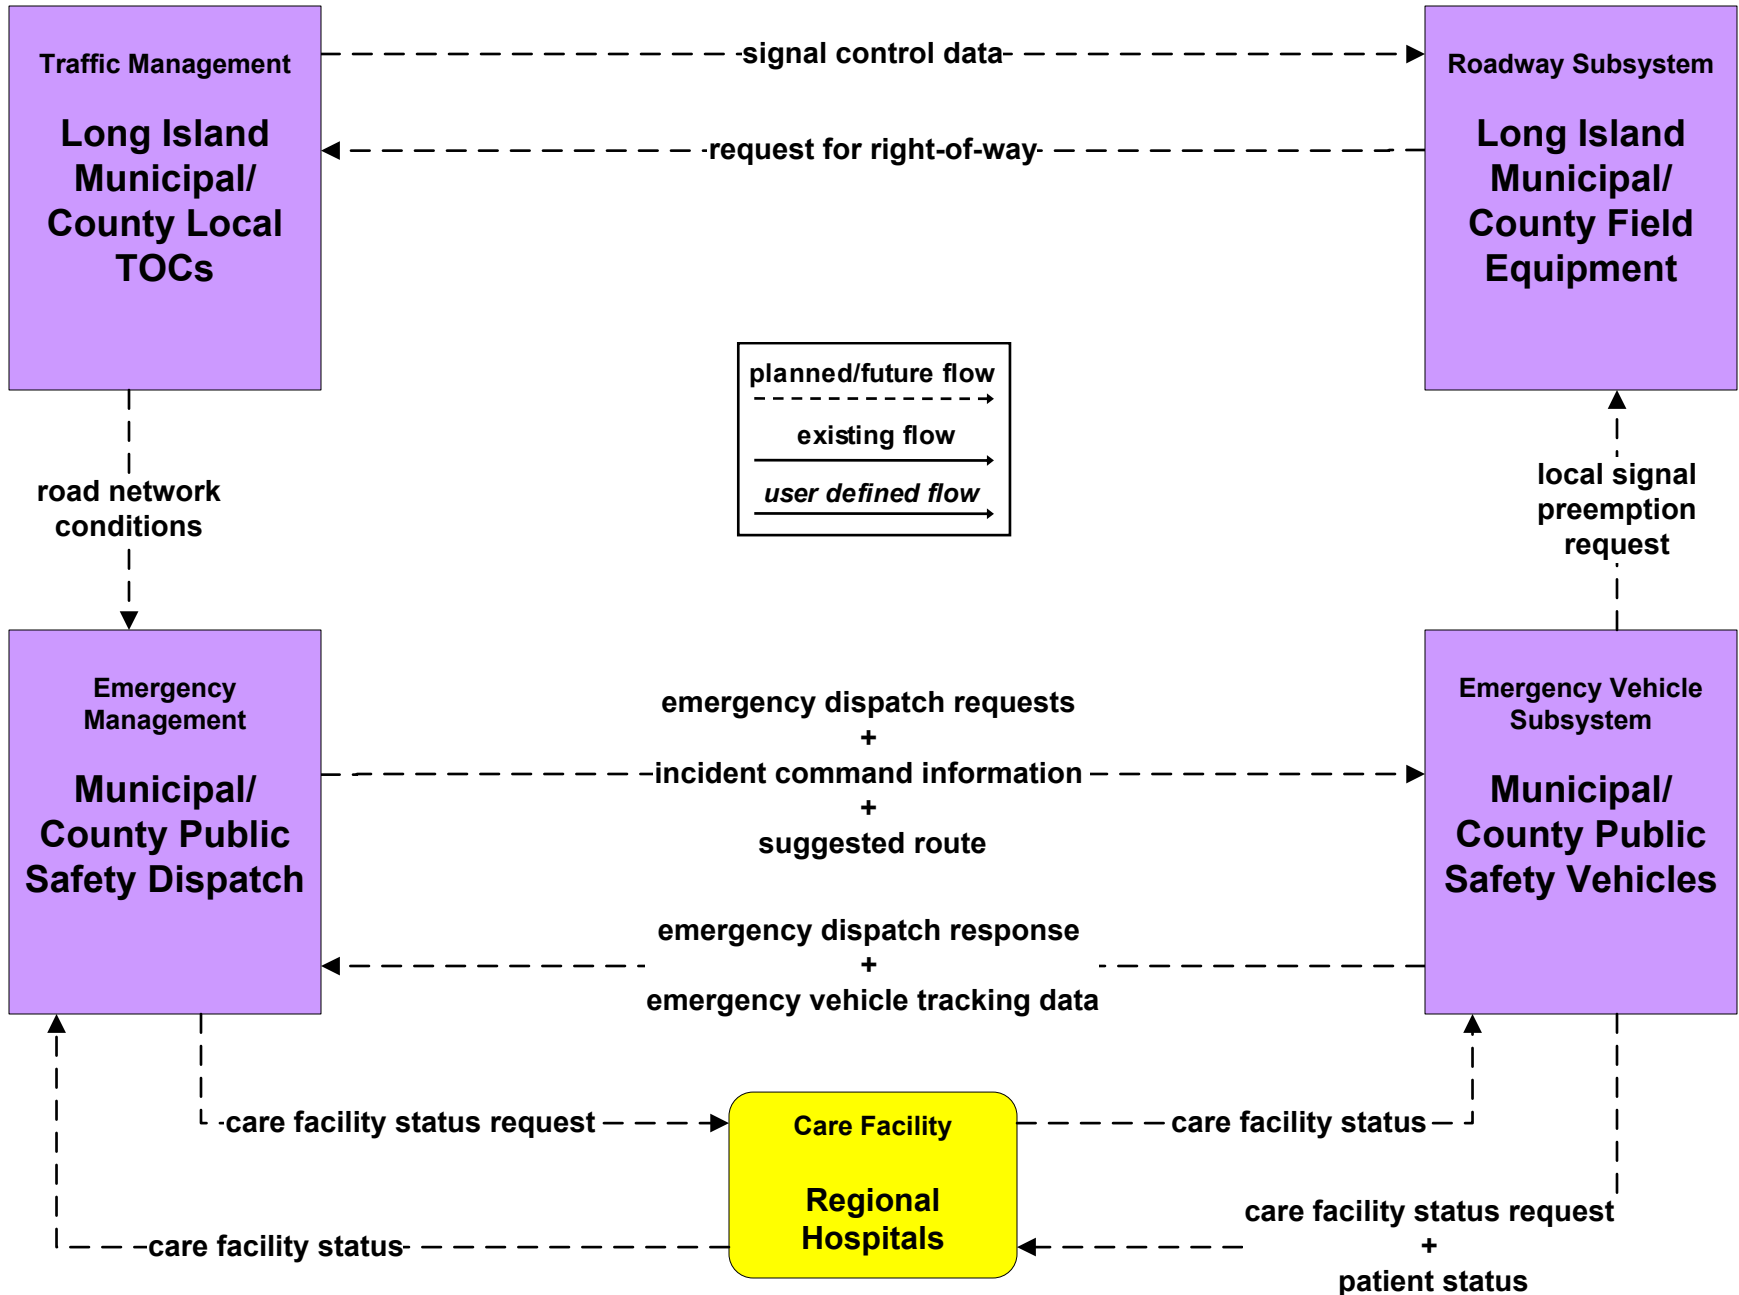 Traffic Management
Long Island
Municipal/
County Local
TOCs
signal control data
request for right-of-way
Roadway Subsystem
Long Island
Municipal/
County Field
Equipment
planned/future flow
existing flow
user defined flow
road network
conditions
local signal
preemption
request
Emergency
Management
Municipal/
County Public
Safety Dispatch
emergency dispatch requests
+
incident command information
+
suggested route
emergency dispatch response
+
emergency vehicle tracking data
Emergency Vehicle
Subsystem
Municipal/
County Public
Safety Vehicles
care facility status request
care facility status
Care Facility
Regional
Hospitals
care facility status
care facility status request
+
patient status